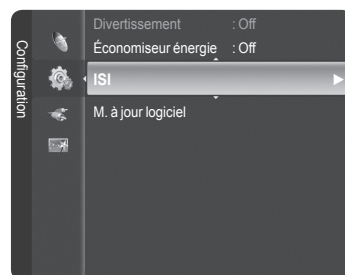 Configuration
Divertissement : Off
Économiseur énergie : Off
ISI
M. à jour logiciel